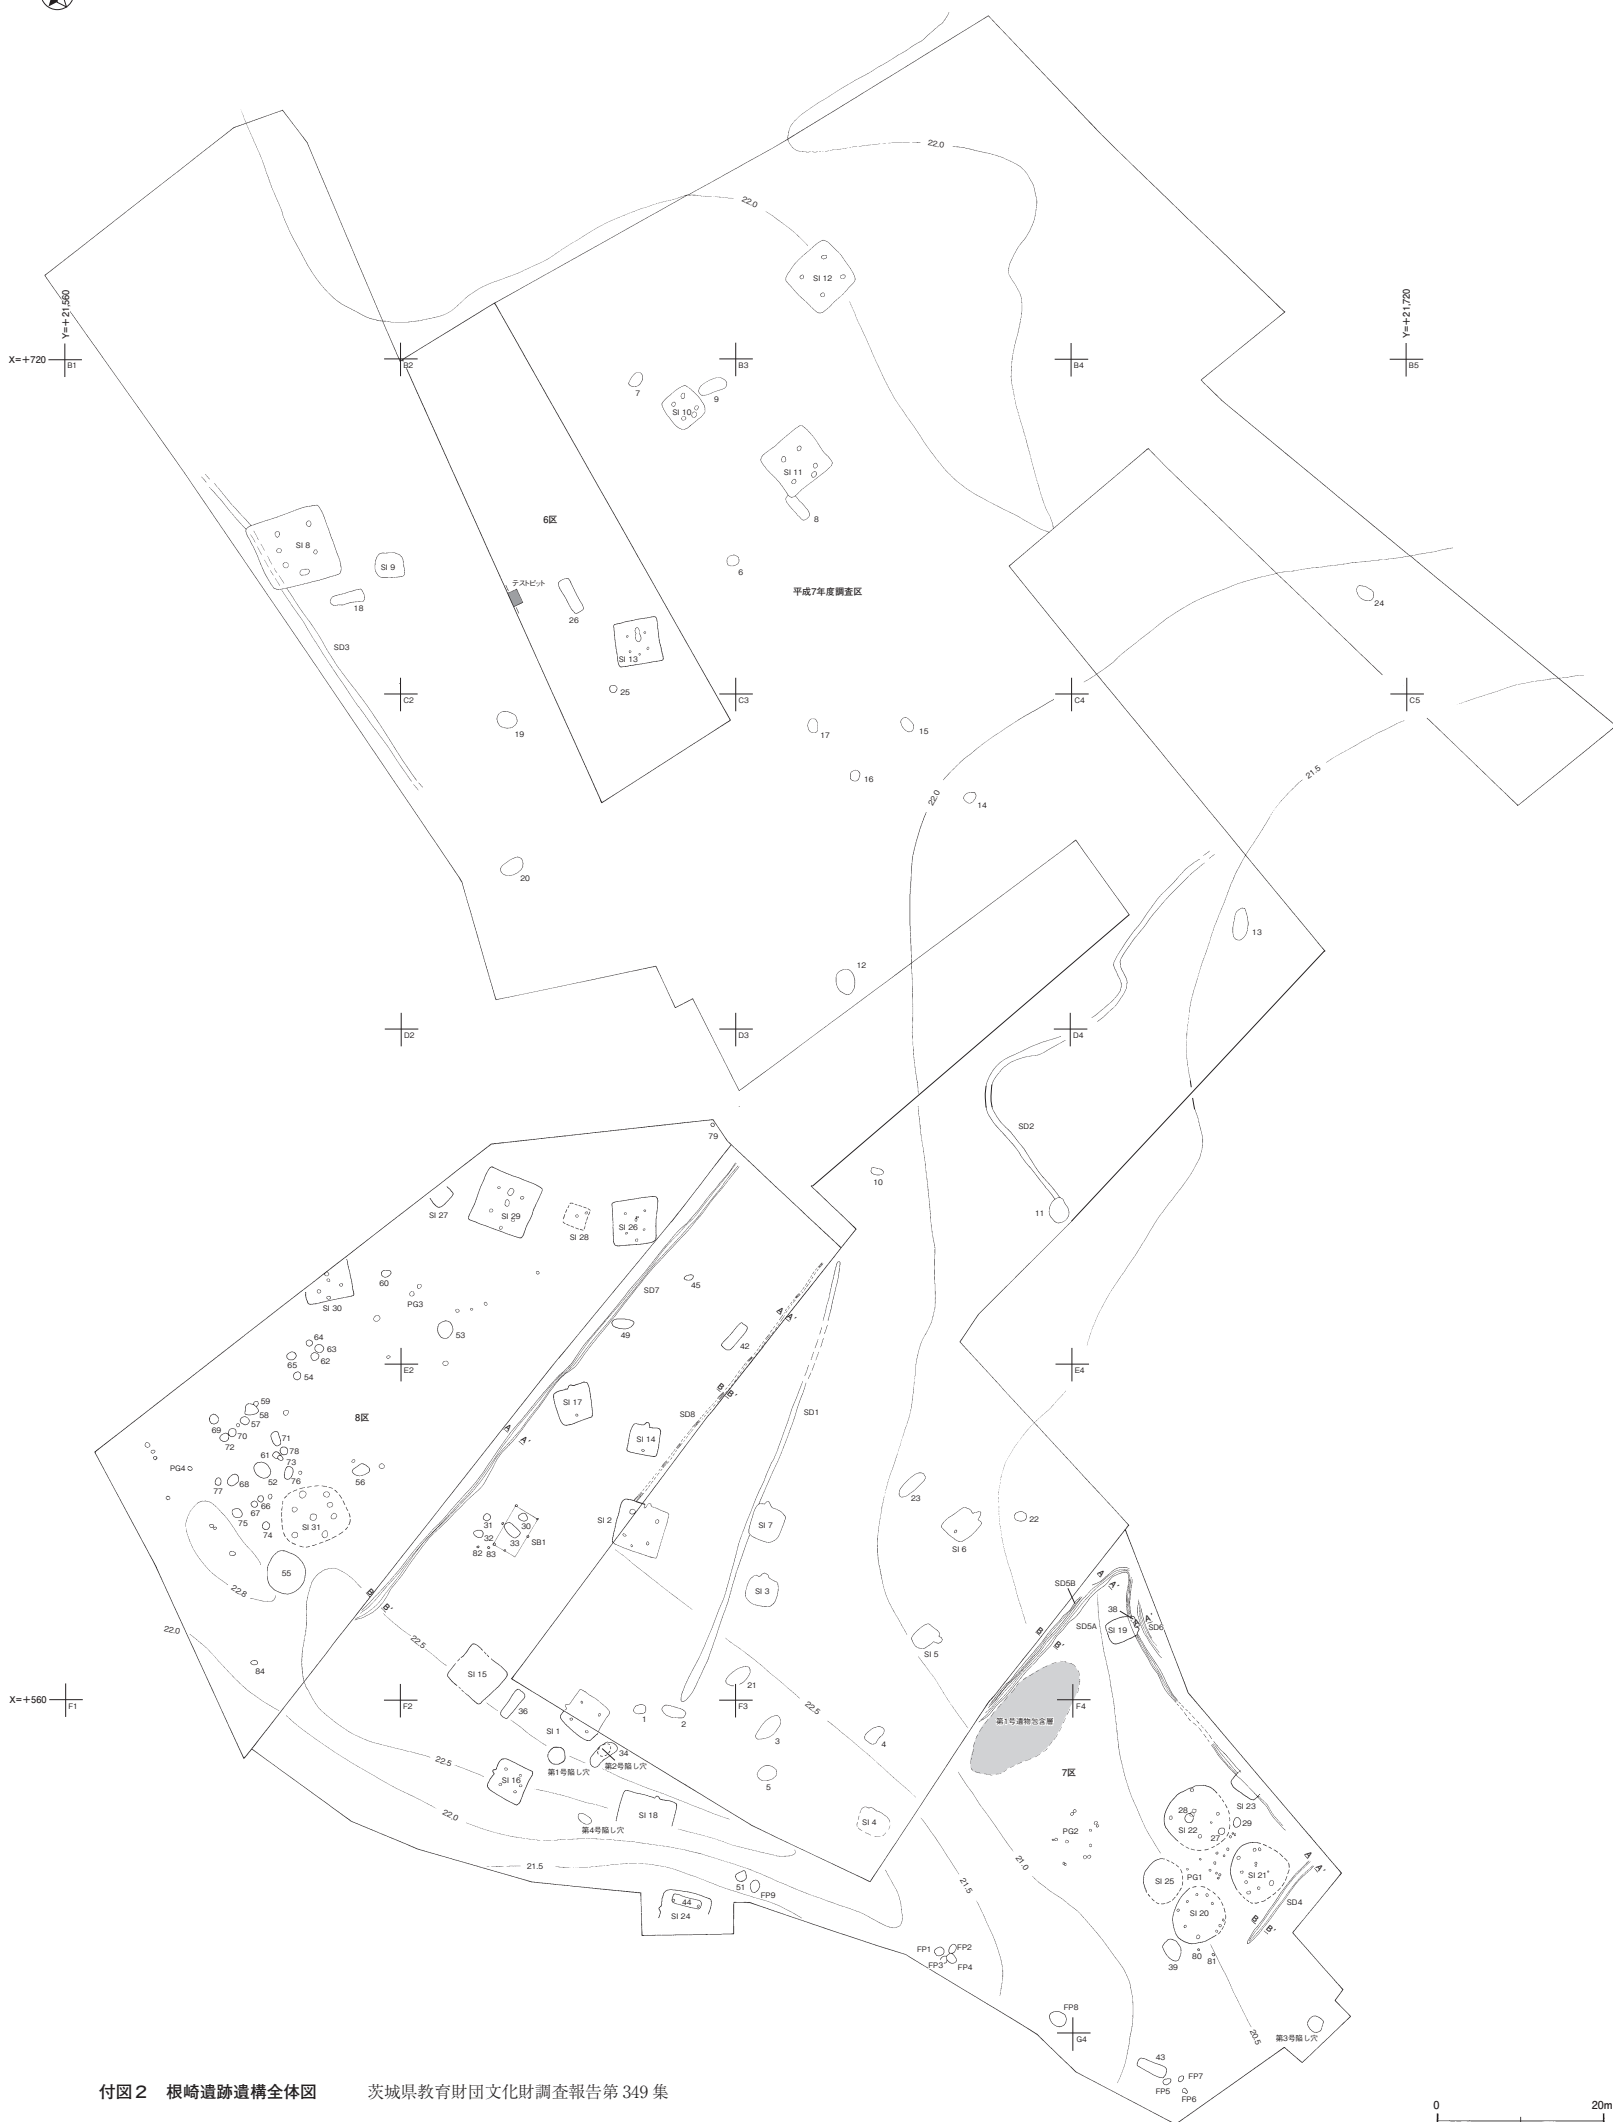 22.0
22.0
SI 12
Y=+21,560
Y=+21,720
X=+720
B1
B2
B3
B4
B5
7
9
SI 10
SI 11
8
6区
SI 8
SI 9
18
テストピット
26
6
平成7年度調査区
24
SD3
SI 13
25
C2
C3
C4
C5
19
17
15
16
14
22.0
21.5
20
13
12
D2
D3
D4
SD2
79
10
11
SI 27
SI 29
SI 28
SI 26
60
SI 30
PG3
SD7
45
A
A'
49
42
53
64
63
62
65
54
E2
E4
B
B'
59
58
57
69
70
72
8区
SI 17
SD8
SD1
A
A'
SI 14
71
78
61
73
PG4
52
76
56
77
68
66
67
75
74
SI 31
23
31
30
32
33
82
83
SB1
SI 2
SI 7
SI 6
22
55
22.8
B
B'
SI 3
SD5B
A
A'
38
SI 19
A'
SD6
SD5A
B
B'
22.0
22.5
SI 5
84
SI 15
21
X=+560
F1
F2
F3
F4
36
SI 1
1
2
22.5
3
4
第1号遺物包含層
34
第1号陥し穴
第2号陥し穴
22.5
SI 16
5
7区
22.0
SI 18
第4号陥し穴
SI 4
PG2
28
SI 22
SI 23
29
27
21.0
21.5
51
FP9
21.5
SI 25
PG1
SI 21
A
A'
44
SI 24
SI 20
SD4
B
B'
FP1
FP2
FP3
FP4
39
80
81
FP8
G4
20.5
第3号陥し穴
43
FP7
FP5
FP6
付図2 根崎遺跡遺構全体図 茨城県教育財団文化財調査報告第349集
0 20m